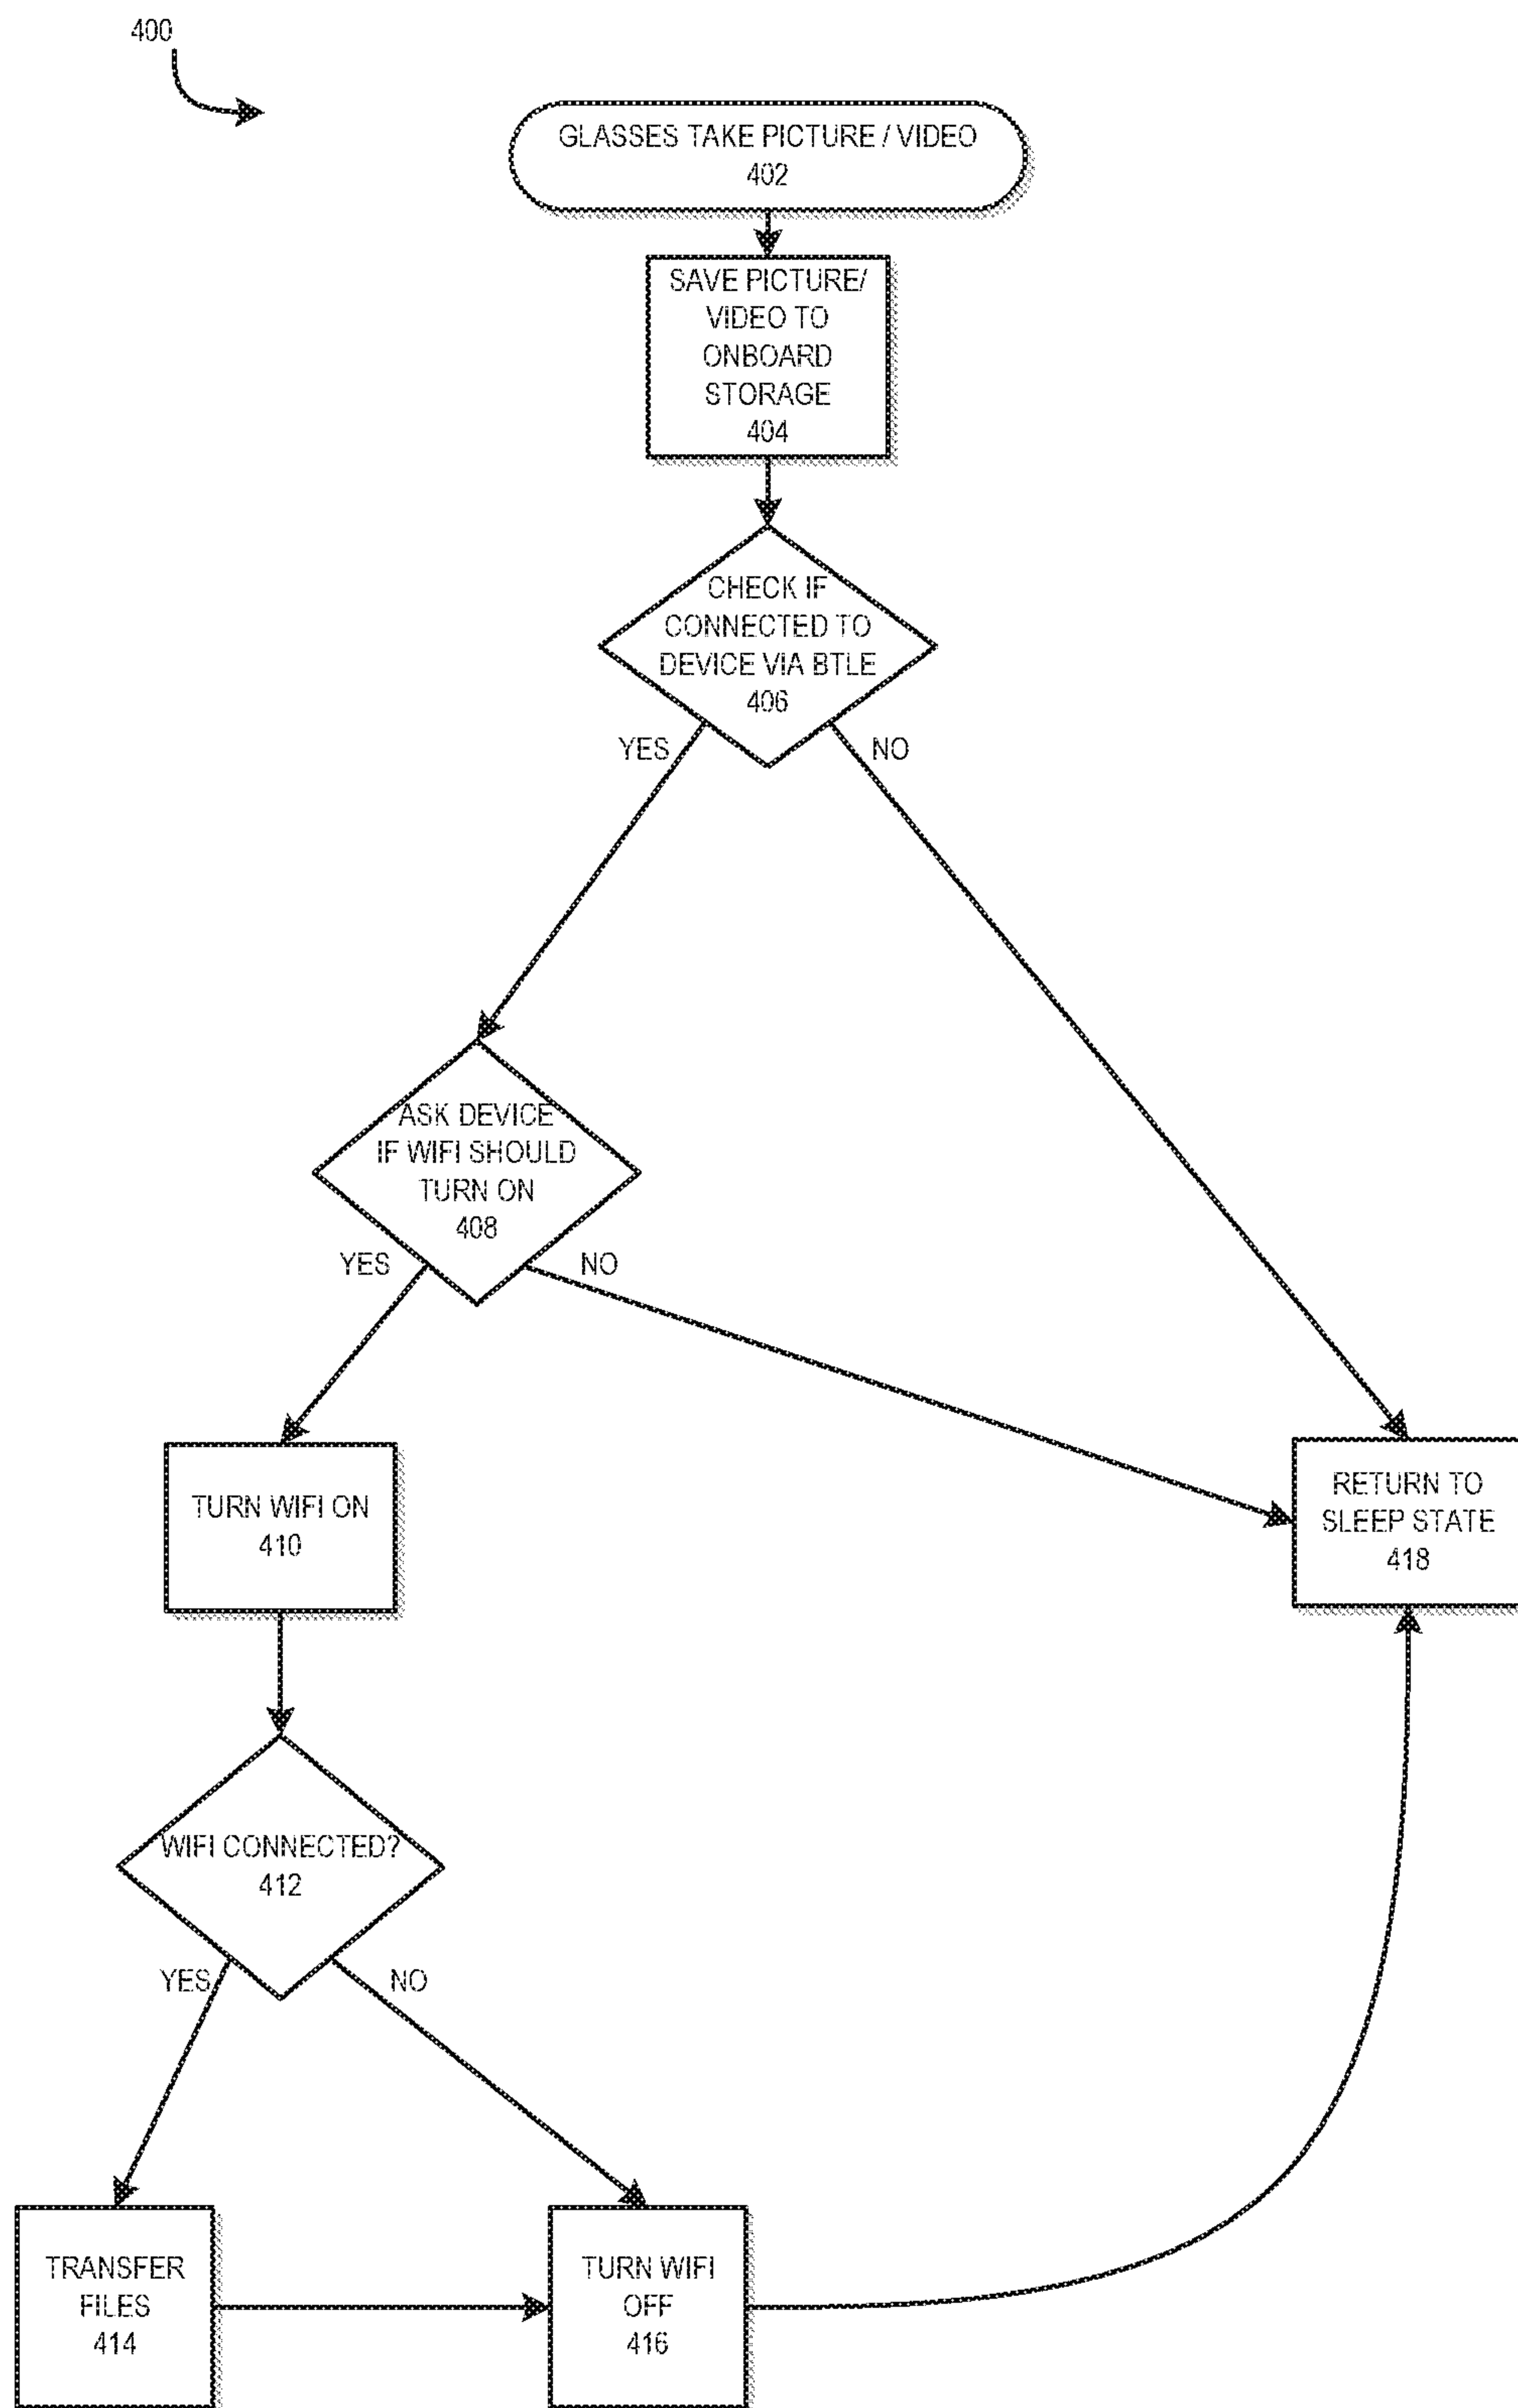 400
GLASSES TAKE PICTURE / VIDEO
402
SAVE PICTURE/
VIDEO TO
ONBOARD
STORAGE
404
CHECK IF
CONNECTED TO
DEVICE VIA BTLE
406
YES
NO
ASK DEVICE
IF WIFI SHOULD
TURN ON
408
YES
NO
TURN WIFI ON
410
RETURN TO
SLEEP STATE
418
WIFI CONNECTED?
412
YES
NO
TRANSFER
FILES
414
TURN WIFI
OFF
416